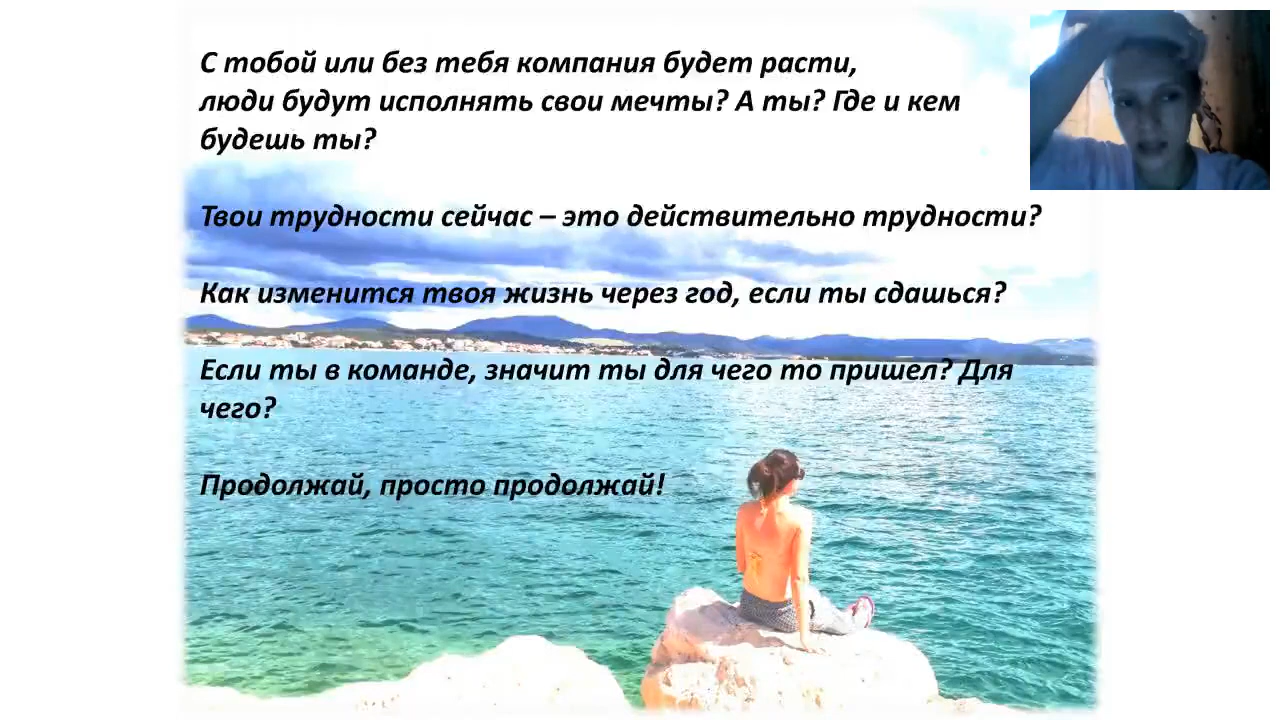 С тобой или без тебя компания будет расти,
люди будут исполнять свои мечты? А ты? Где и кем
будешь ты?
Твои трудности сейчас – это действительно трудности?
Как изменится твоя жизнь через год, если ты сдашься?
Если ты в команде, значит ты для чего то пришел? Для
чего?
Продолжай, просто продолжай!